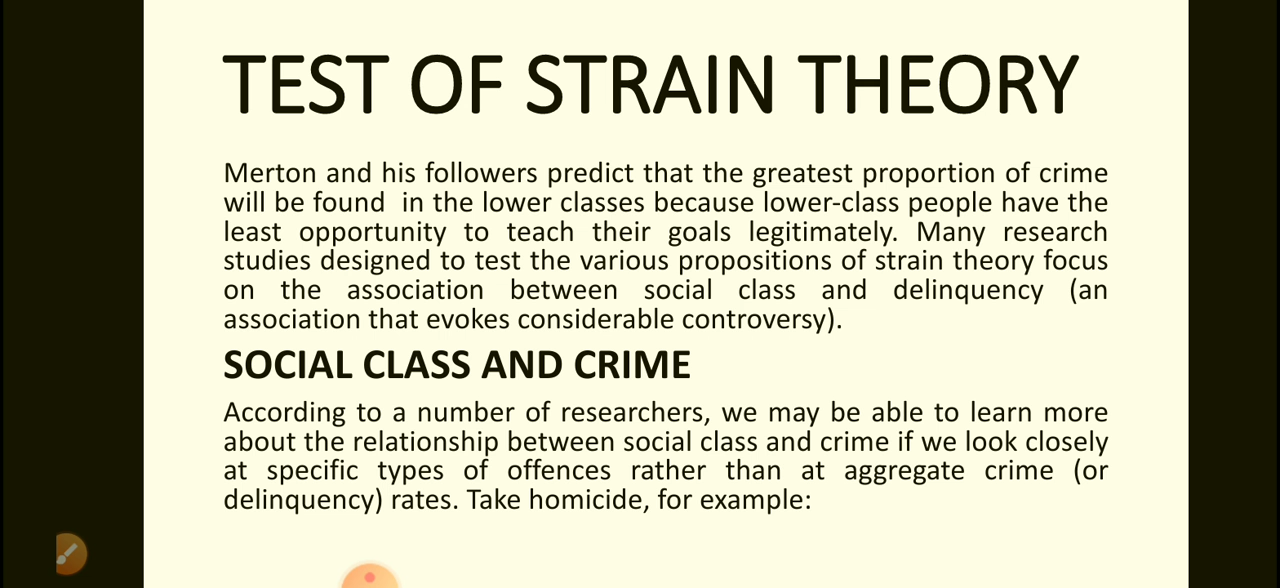 TEST OF STRAIN THEORY
Merton and his followers predict that the greatest proportion of crime
will be found  in the lower classes because lower-class people have the
least opportunity to teach their goals legitimately. Many research
studies designed to test the various propositions of strain theory focus
on the association between social class and delinquency (an
association that evokes considerable controversy).
SOCIAL CLASS AND CRIME
According to a number of researchers, we may be able to learn more
about the relationship between social class and crime if we look closely
at specific types of offences rather than at aggregate crime (or
delinquency) rates. Take homicide, for example: